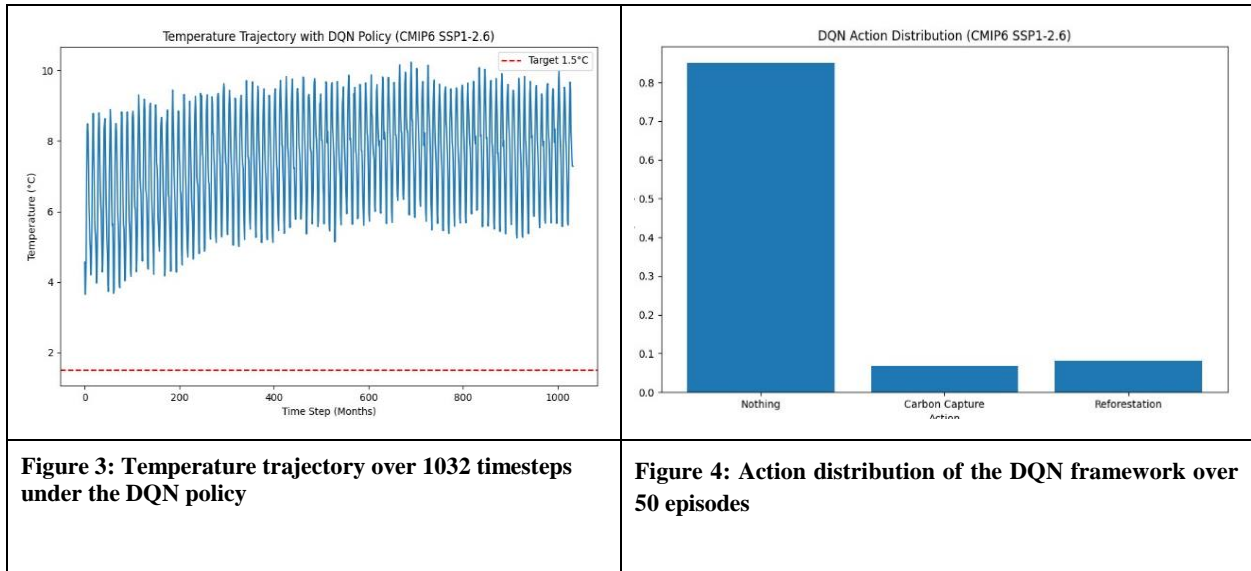 Temperature Trajectory with DQN Policy (CMIP6 SSP1-2.6)
Target 1.5°C
10
8
6
4
2
Temperature (°C)
0
200
400
600
800
1000
Time Step (Months)
DQN Action Distribution (CMIP6 SSP1-2.6)
0.8
0.7
0.6
0.5
0.4
0.3
0.2
0.1
0.0
Nothing
Carbon Capture
Reforestation
Action
Figure 3: Temperature trajectory over 1032 timesteps
under the DQN policy
Figure 4: Action distribution of the DQN framework over
50 episodes